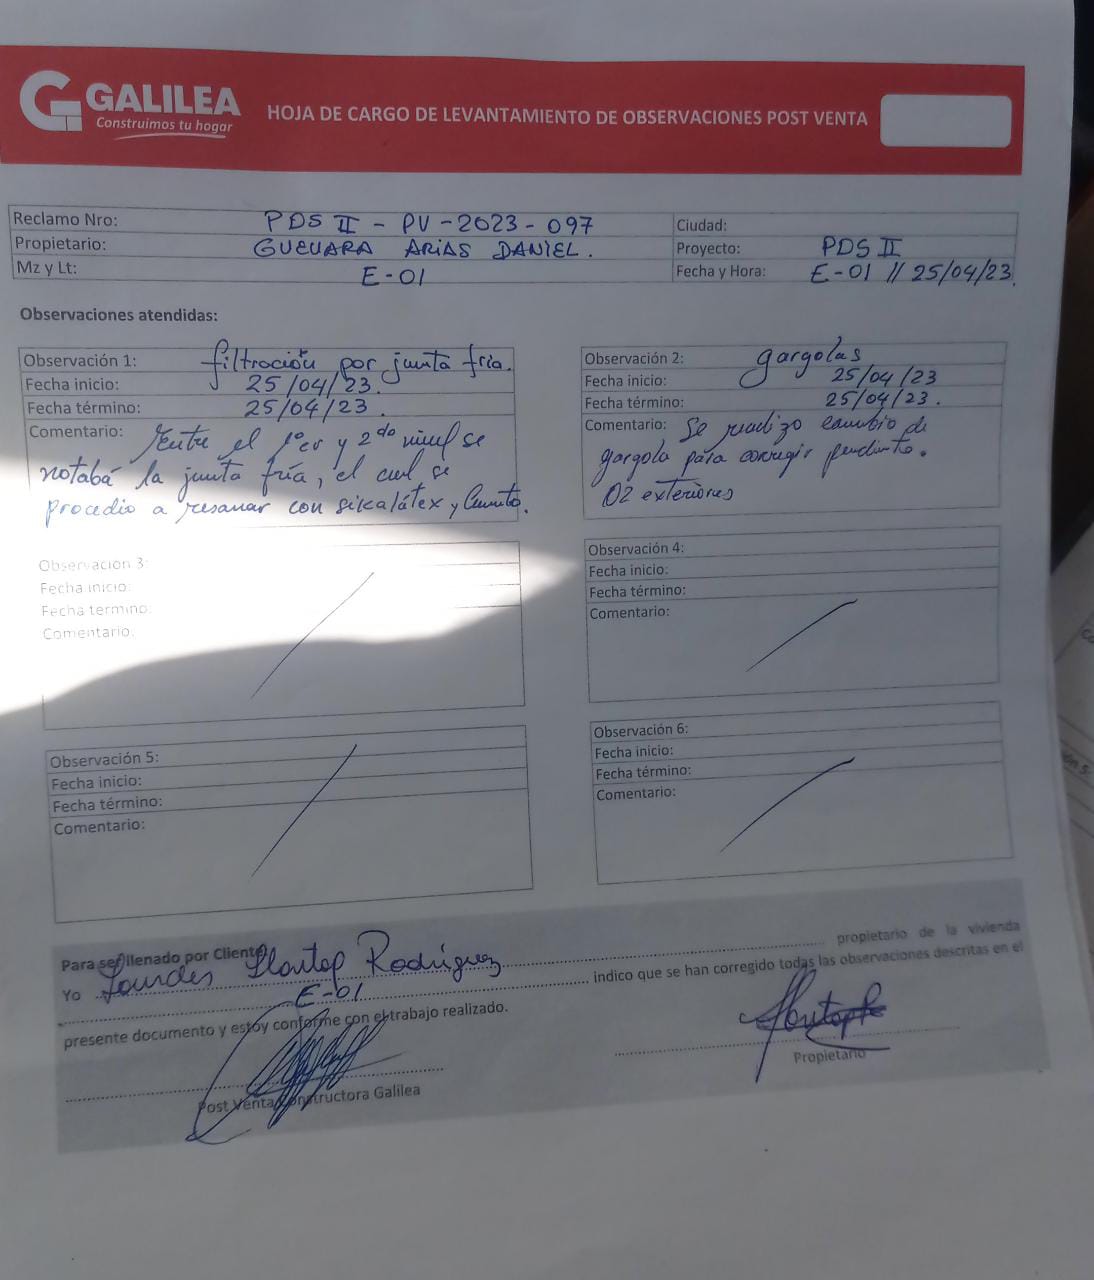 GALILEA
Construimos tu hogar
HOJA DE CARGO DE LEVANTAMIENTO DE OBSERVACIONES POST VENTA
Reclamo Nro: PDS II - PV - 2023 - 097
Ciudad:
Propietario: GUEVARA ARIAS DANIEL.
Proyecto: PDS II
Mz y Lt: E - 01
Fecha y Hora: E - 01 // 25/04/23.
Observaciones atendidas:
Observación 1: filtración por junta fría.
Fecha inicio: 25/04/23.
Fecha término: 25/04/23.
Comentario: Entre el 1er y 2do nivel se
notabá la junta fría, el cual se
procedio a resanar con sikalátex y Cemento.
Observación 2: gargolas
Fecha inicio: 25/04/23
Fecha término: 25/04/23.
Comentario: Se realizo cambio de
gargola para corregir pendiente.
02 exteriores
Observación 3:
Fecha inicio:
Fecha termino:
Comentario:
Observación 4:
Fecha inicio:
Fecha término:
Comentario:
Observación 5:
Fecha inicio:
Fecha término:
Comentario:
Observación 6:
Fecha inicio:
Fecha término:
Comentario:
Para ser llenado por Cliente
Yo Lourdes Llontop Rodríguez propietario de la vivienda
E-01 indico que se han corregido todas las observaciones descritas en el
presente documento y estoy conforme con el trabajo realizado.
Llontop R
Propietario
Post Venta Constructora Galilea